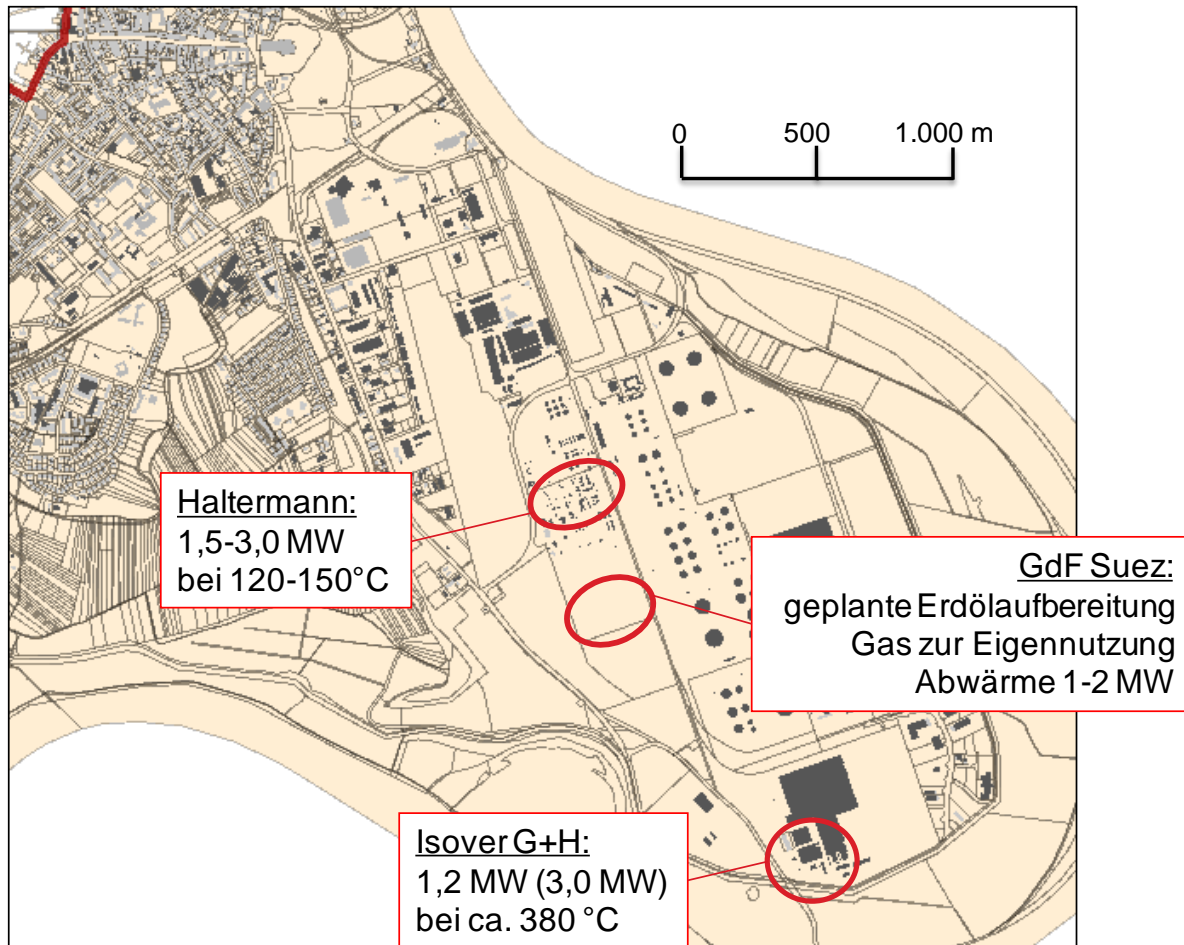 0 500 1.000 m
Haltermann:
1,5-3,0 MW
bei 120-150°C
GdF Suez:
geplante Erdölaufbereitung
Gas zur Eigennutzung
Abwärme 1-2 MW
Isover G+H:
1,2 MW (3,0 MW)
bei ca. 380 °C